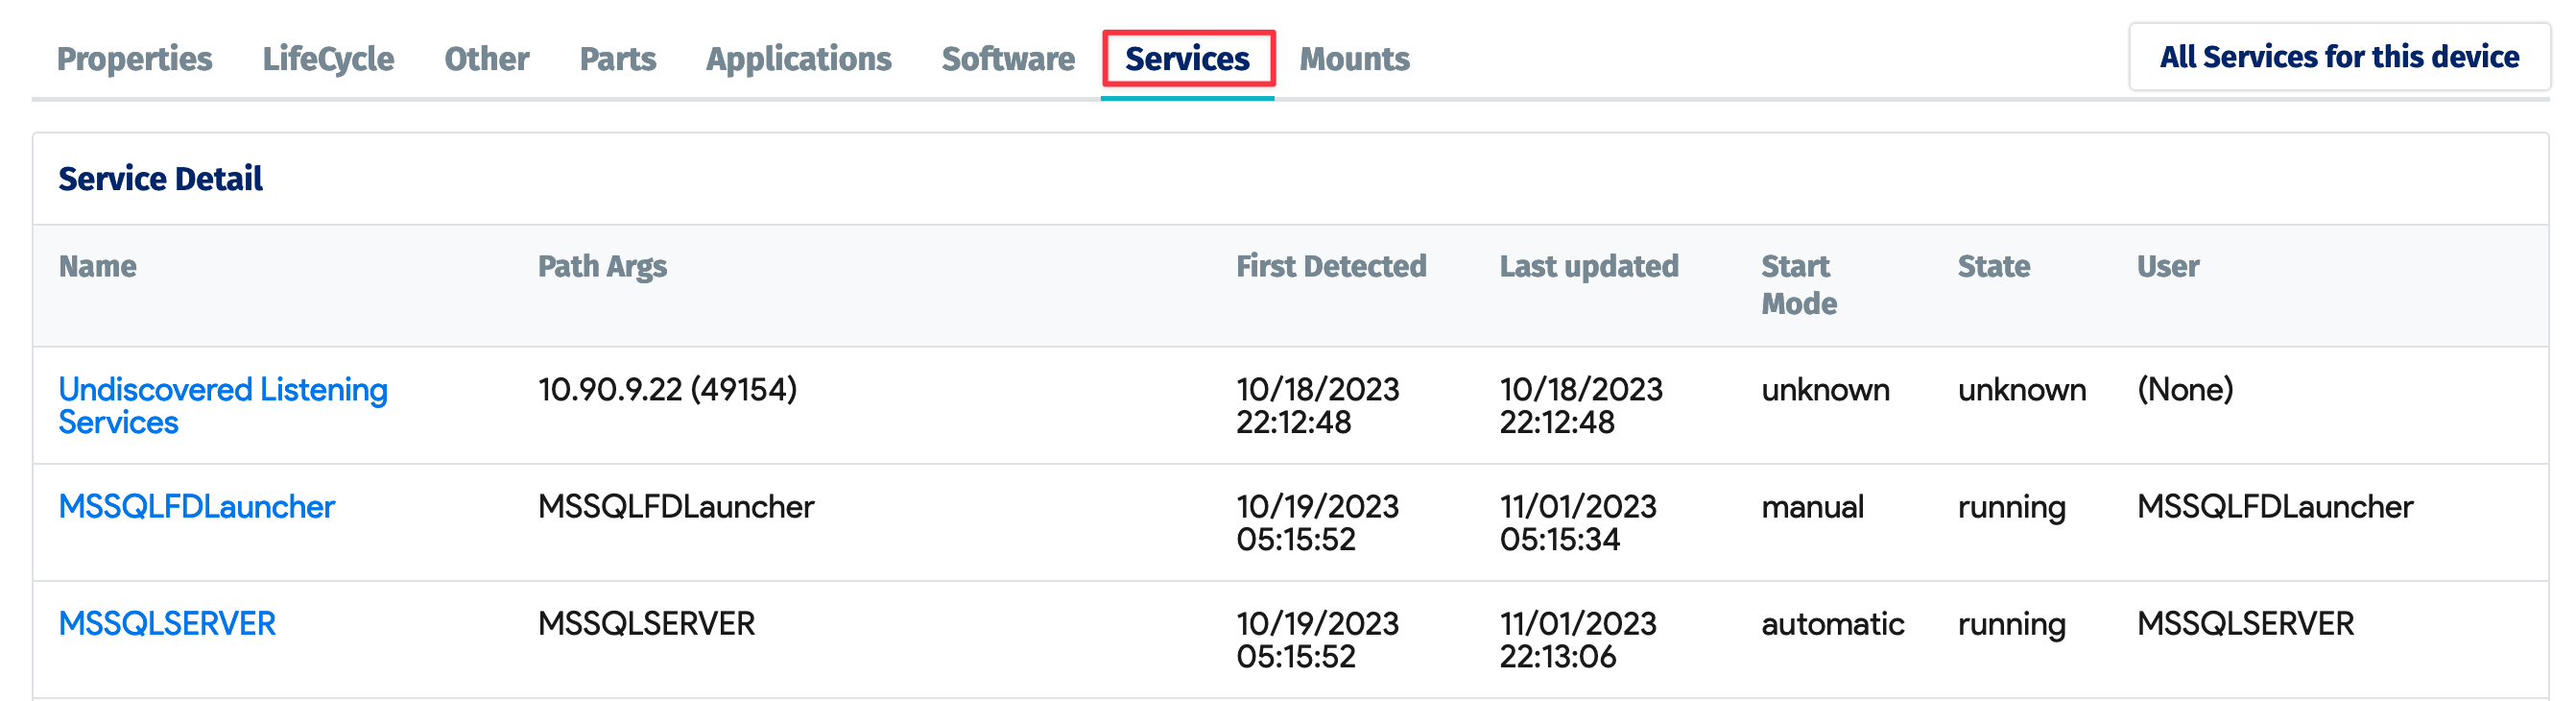 Properties LifeCycle Other Parts Applications Software Services Mounts All Services for this device
Service Detail
Name Path Args First Detected Last updated Start Mode State User
Undiscovered Listening Services 10.90.9.22 (49154) 10/18/2023 22:12:48 10/18/2023 22:12:48 unknown unknown (None)
MSSQLFDLauncher MSSQLFDLauncher 10/19/2023 05:15:52 11/01/2023 05:15:34 manual running MSSQLFDLauncher
MSSQLSERVER MSSQLSERVER 10/19/2023 05:15:52 11/01/2023 22:13:06 automatic running MSSQLSERVER